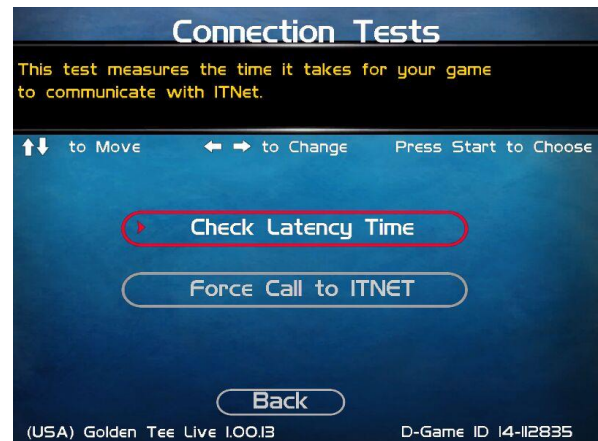 Connection Tests
This test measures the time it takes for your game
to communicate with ITNet.
to Move to Change Press Start to Choose
Check Latency Time
Force Call to ITNET
Back
(USA) Golden Tee Live 1.00.13 D-Game ID 14-112835